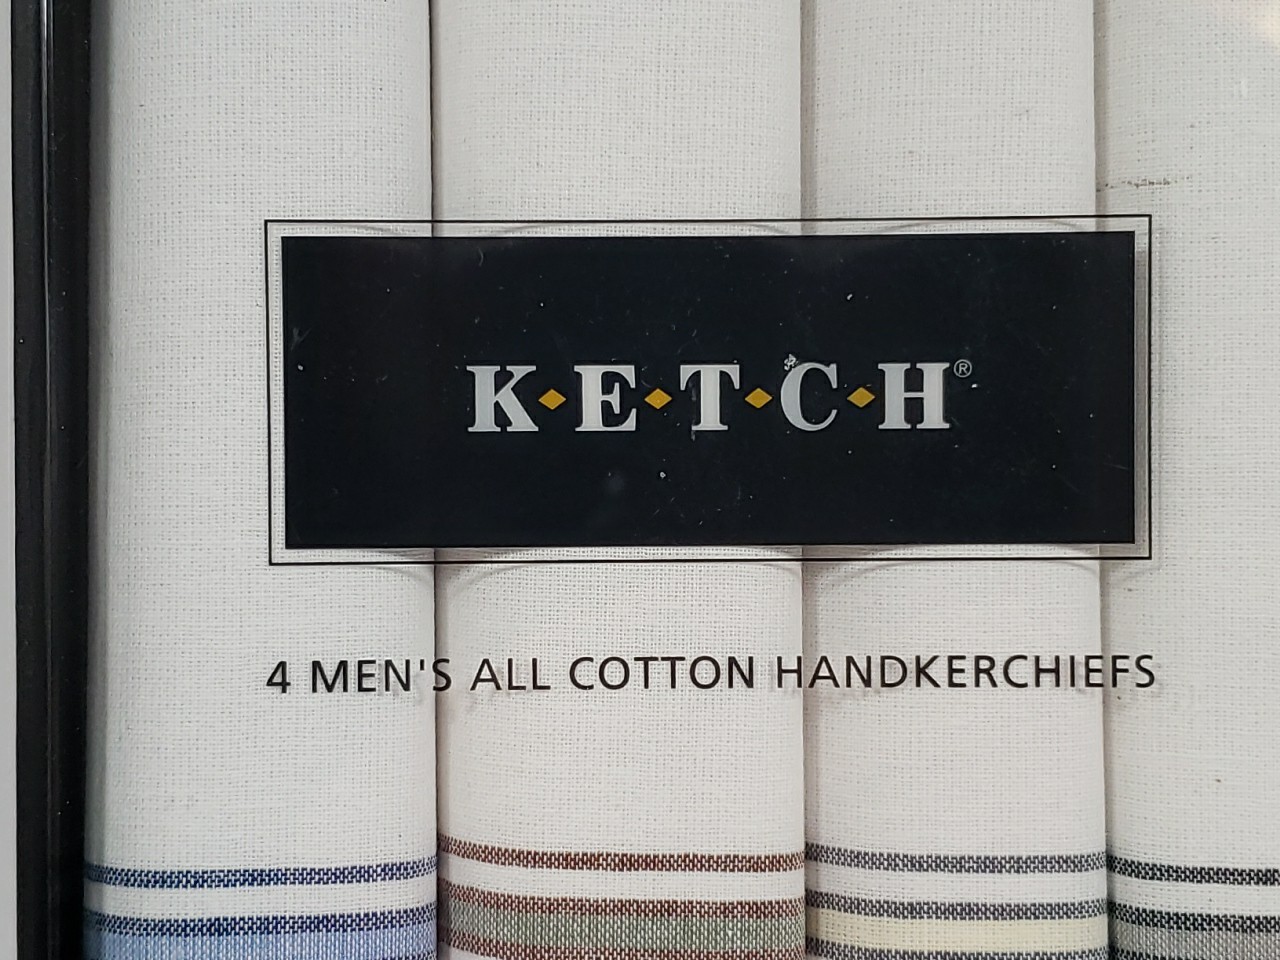 K♦E♦T♦C♦H®
4 MEN'S ALL COTTON HANDKERCHIEFS